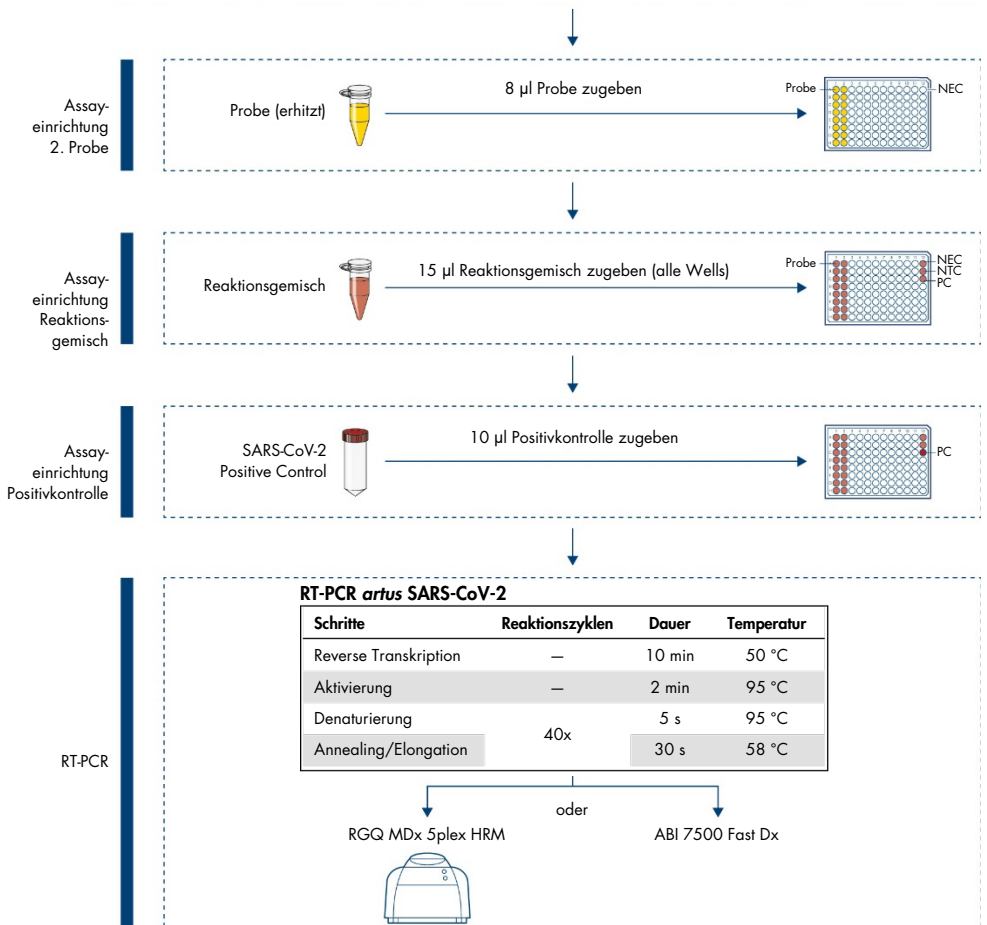 Assay-
einrichtung
2. Probe
Probe (erhitzt)
8 µl Probe zugeben
Probe
NEC
Assay-
einrichtung
Reaktions-
gemisch
Reaktionsgemisch
15 µl Reaktionsgemisch zugeben (alle Wells)
Probe
NEC
NTC
PC
Assay-
einrichtung
Positivkontrolle
SARS-CoV-2
Positive Control
10 µl Positivkontrolle zugeben
PC
RT-PCR
RT-PCR artus SARS-CoV-2
Schritte Reaktionszyklen Dauer Temperatur
Reverse Transkription — 10 min 50 °C
Aktivierung — 2 min 95 °C
Denaturierung 5 s 95 °C
40x
Annealing/Elongation 30 s 58 °C
oder
RGQ MDx 5plex HRM ABI 7500 Fast Dx